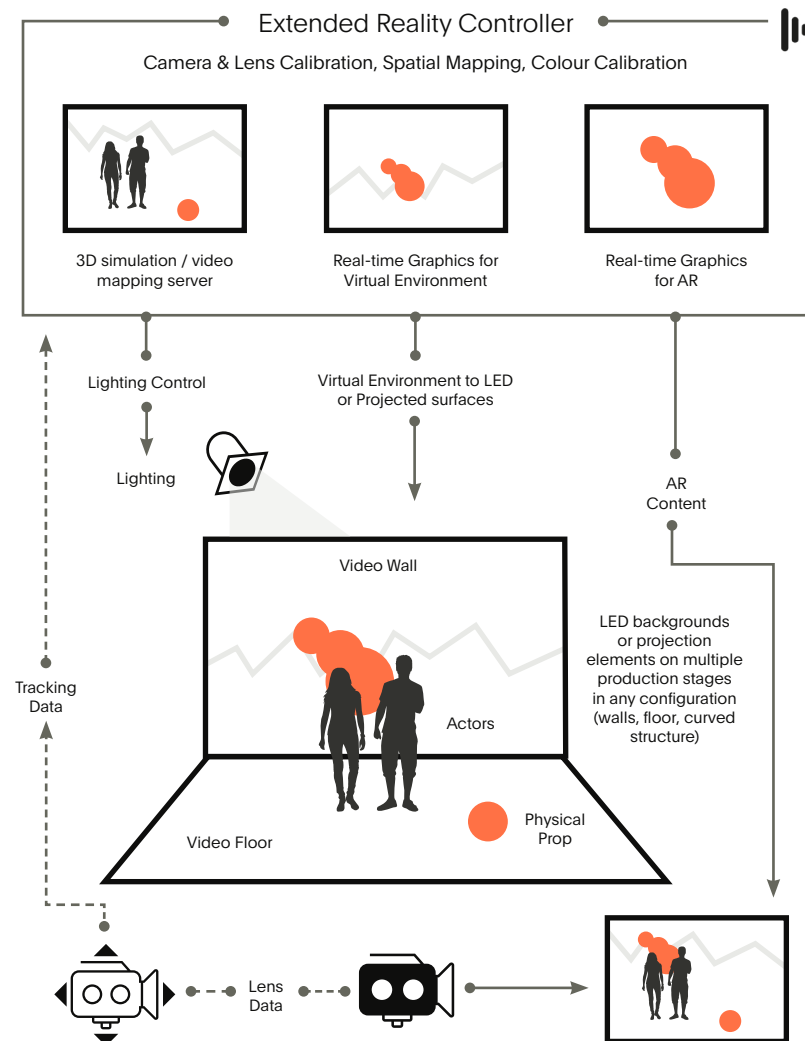 Extended Reality Controller
Camera & Lens Calibration, Spatial Mapping, Colour Calibration
3D simulation / video
mapping server
Real-time Graphics for
Virtual Environment
Real-time Graphics
for AR
Lighting Control
Virtual Environment to LED
or Projected surfaces
Lighting
AR
Content
Video Wall
LED backgrounds
or projection
elements on multiple
production stages
in any configuration
(walls, floor, curved
structure)
Tracking
Data
Actors
Physical
Prop
Video Floor
Lens
Data